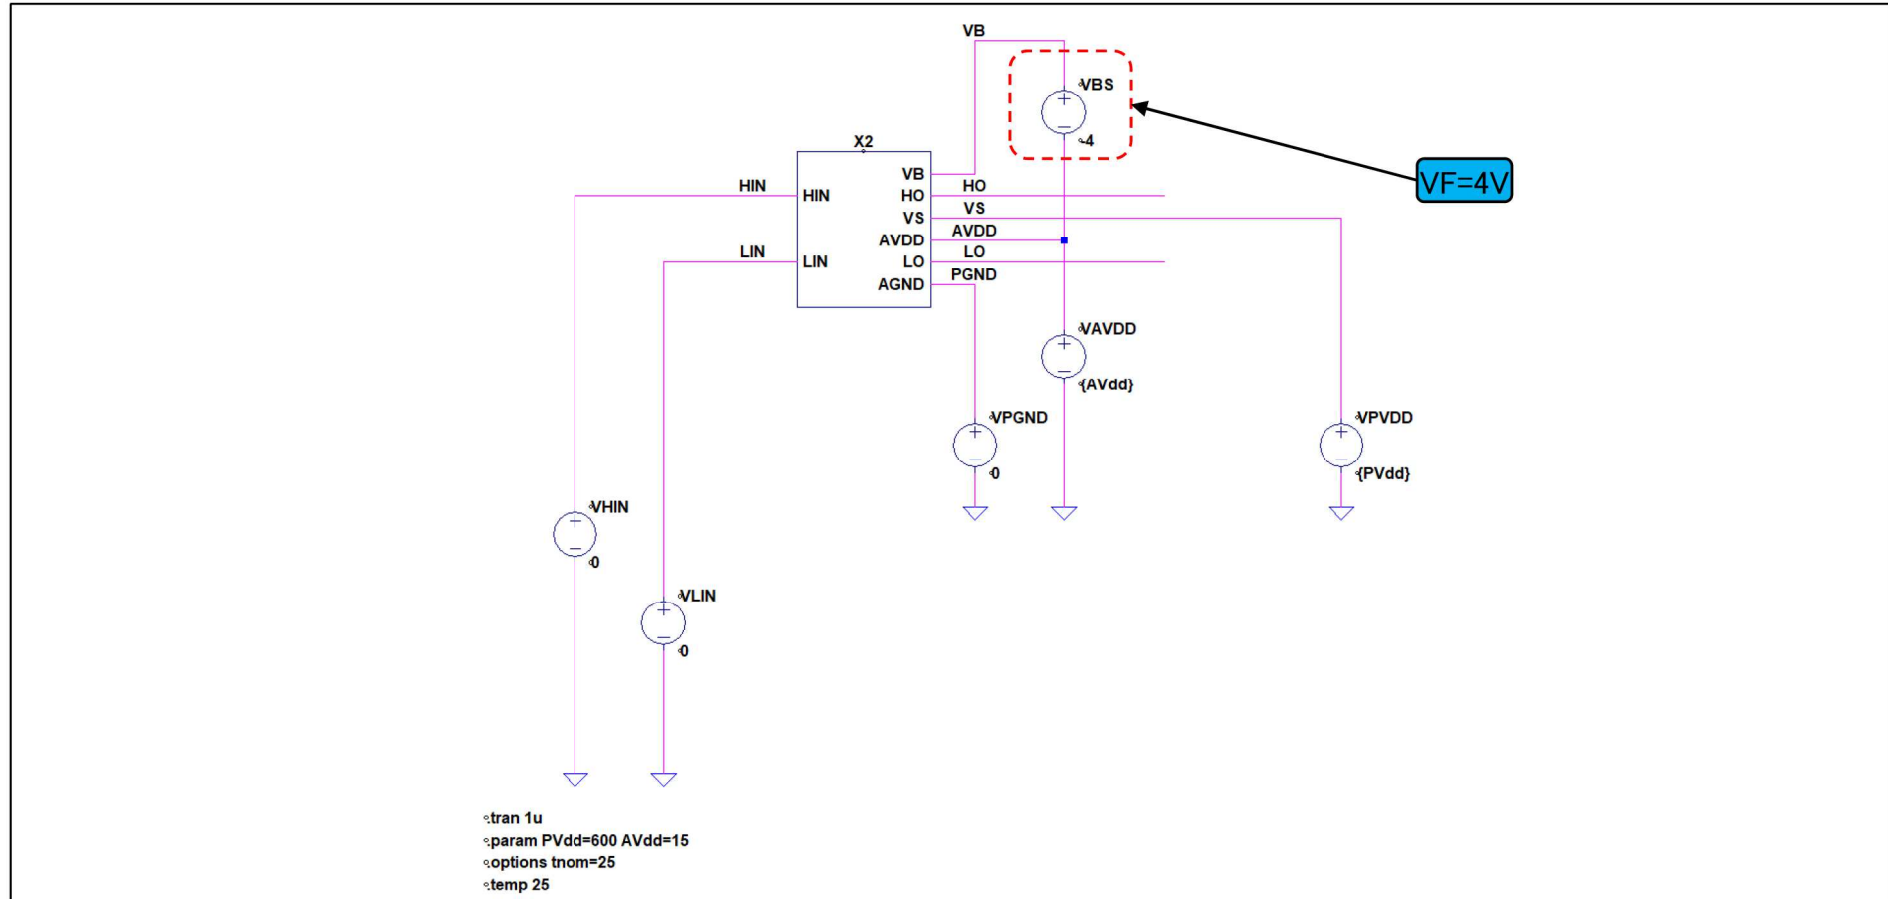 VB
VBS
-4
VF=4V
X2
VB
HIN
HIN
HO
HO
VS
VS
AVDD
AVDD
LIN
LIN
LO
LO
AGND
PGND
VAVDD
{AVdd}
VPGND
0
VPVDD
{PVdd}
VHIN
0
VLIN
0
.tran 1u
.param PVdd=600 AVdd=15
.options tnom=25
.temp 25